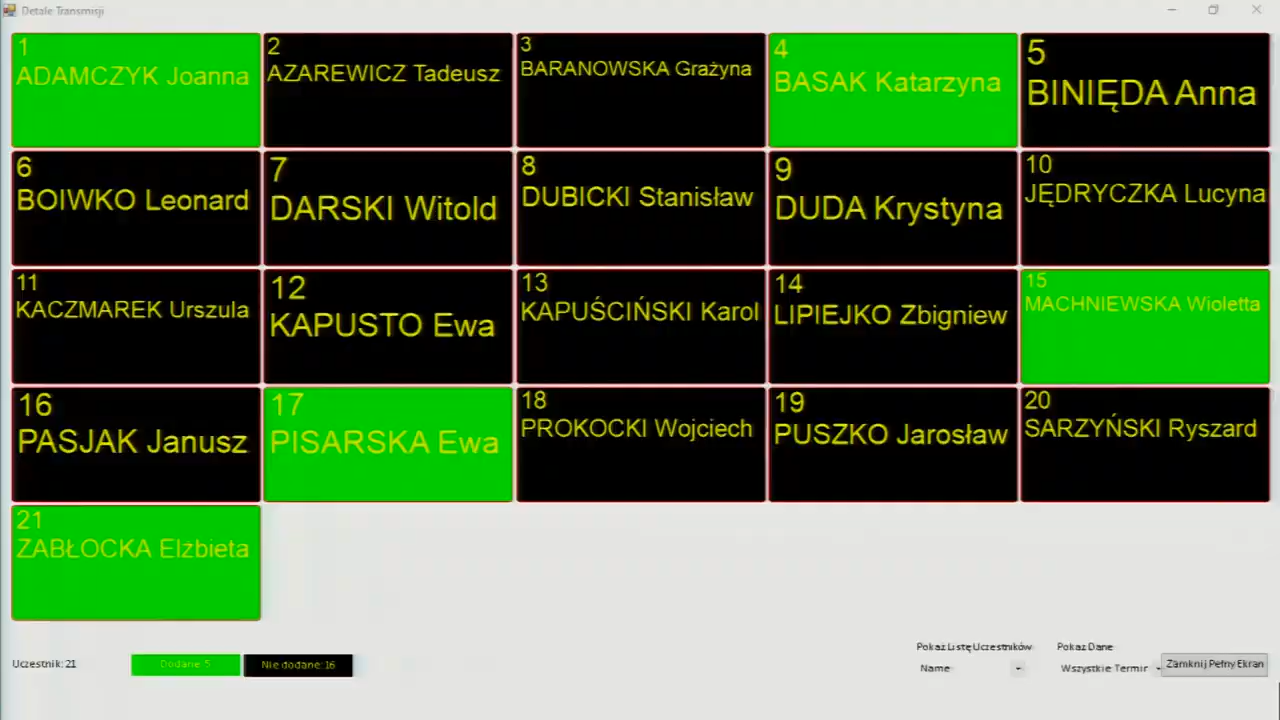 Detale Transmisji
1
ADAMCZYK Joanna
2
AZAREWICZ Tadeusz
3
BARANOWSKA Grażyna
4
BASAK Katarzyna
5
BINIĘDA Anna
6
BOIWKO Leonard
7
DARSKI Witold
8
DUBICKI Stanisław
9
DUDA Krystyna
10
JĘDRYCZKA Lucyna
11
KACZMAREK Urszula
12
KAPUSTO Ewa
13
KAPUŚCIŃSKI Karol
14
LIPIEJKO Zbigniew
15
MACHNIEWSKA Wioletta
16
PASJAK Janusz
17
PISARSKA Ewa
18
PROKOCKI Wojciech
19
PUSZKO Jarosław
20
SARZYŃSKI Ryszard
21
ZABŁOCKA Elżbieta
Uczestnik: 21
Dodane: 5
Nie dodane: 16
Pokaż Listę Uczestników
Name
Pokaż Dane
Wszystkie Termir
Zamknij Pełny Ekran